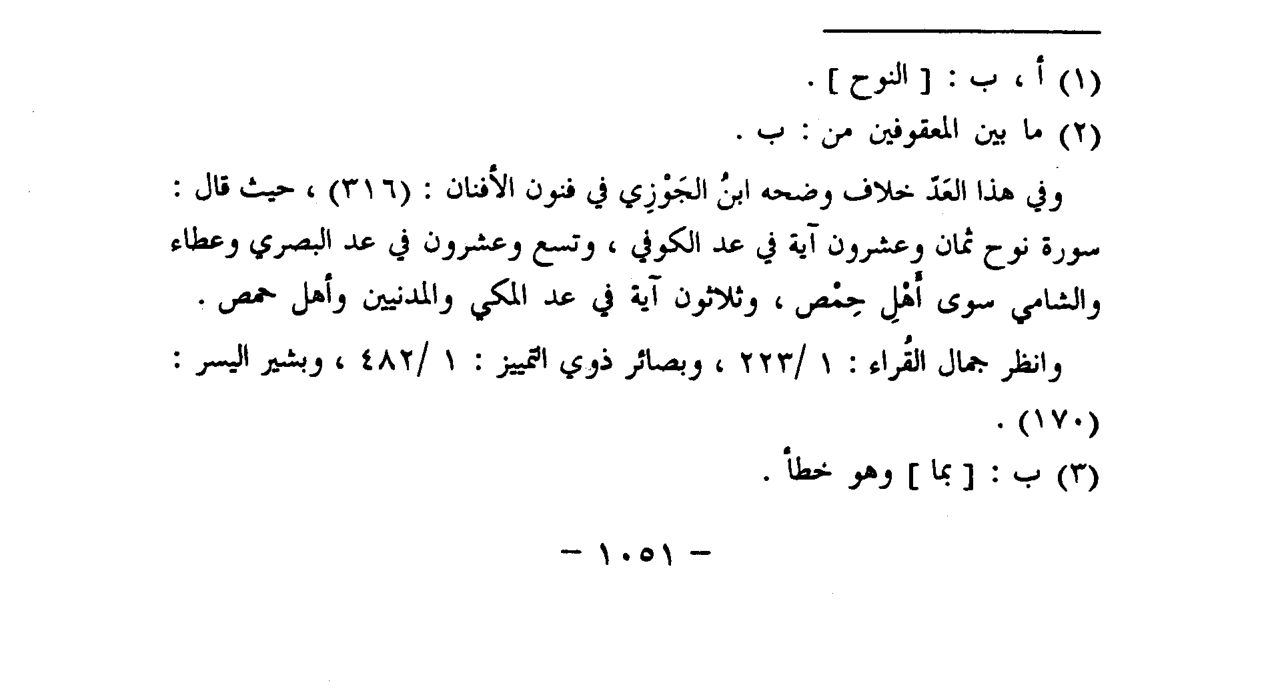 (١) أ ، ب : [ النوح ] .
(٢) ما بين المعقوفين من : ب .
وفي هذا العَدّ خلاف وضحه ابنُ الجَوْزِي في فنون الأفنان : (٣١٦) ، حيث قال :
سورة نوح ثمان وعشرون آية في عد الكوفي ، وتسع وعشرون في عد البصري وعطاء
والشامي سوى أَهْلِ حِمْص ، وثلاثون آية في عد المكي والمدنيين وأهل حمص .
وانظر جمال القُراء : ١ /٢٢٣ ، وبصائر ذوي التمييز : ١ /٤٨٢ ، وبشير اليسر :
(١٧٠) .
(٣) ب : [ بما ] وهو خطأ .
– ١٠٥١ –